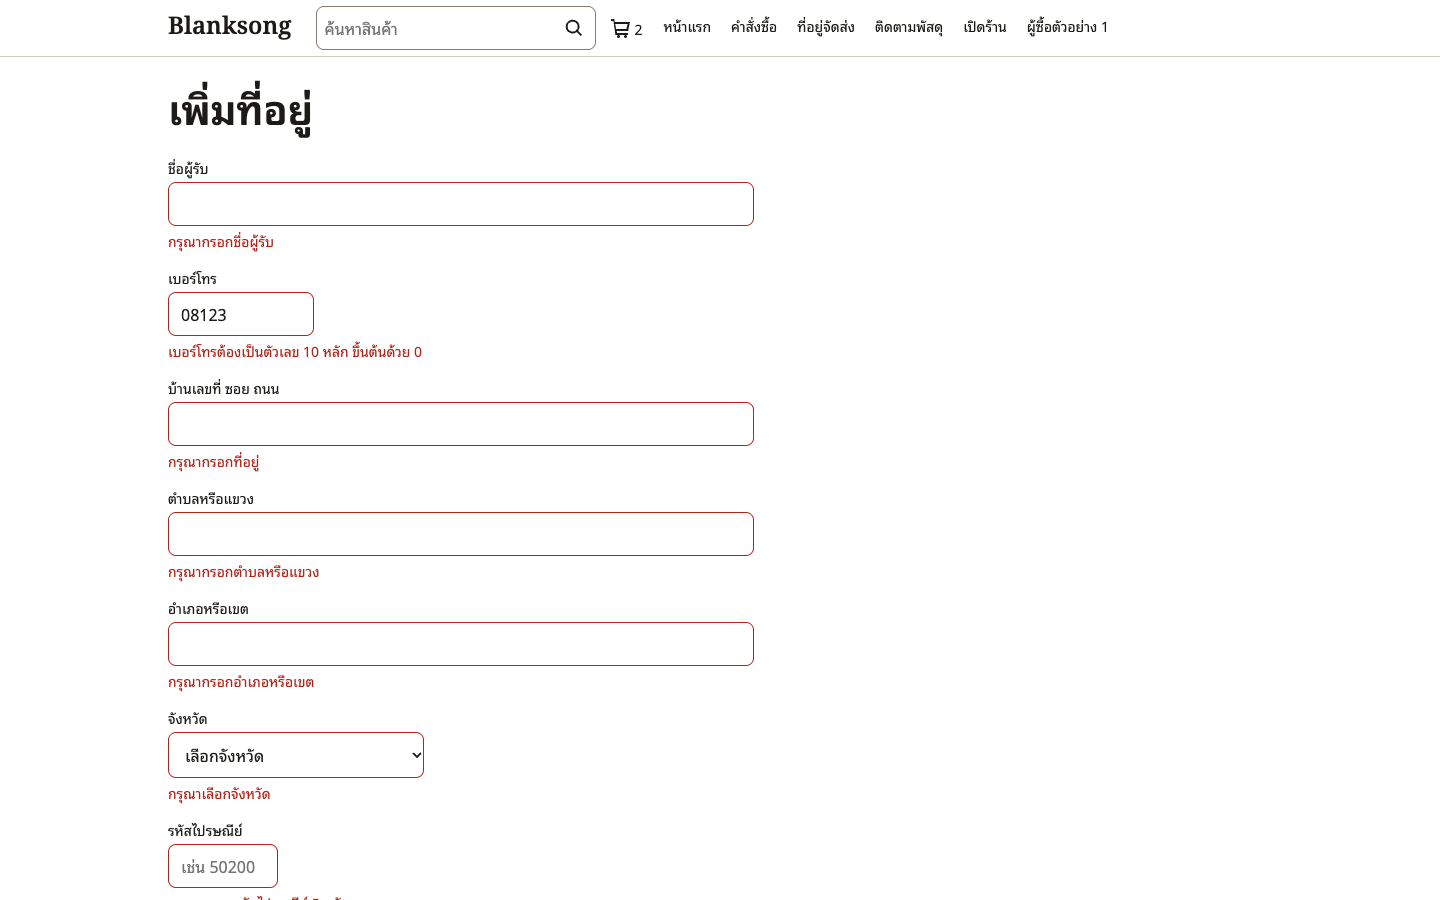 Blanksong
ค้นหาสินค้า
2
หน้าแรก
คำสั่งซื้อ
ที่อยู่จัดส่ง
ติดตามพัสดุ
เปิดร้าน
ผู้ซื้อตัวอย่าง 1
เพิ่มที่อยู่
ชื่อผู้รับ
กรุณากรอกชื่อผู้รับ
เบอร์โทร
08123
เบอร์โทรต้องเป็นตัวเลข 10 หลัก ขึ้นต้นด้วย 0
บ้านเลขที่ ซอย ถนน
กรุณากรอกที่อยู่
ตำบลหรือแขวง
กรุณากรอกตำบลหรือแขวง
อำเภอหรือเขต
กรุณากรอกอำเภอหรือเขต
จังหวัด
เลือกจังหวัด
กรุณาเลือกจังหวัด
รหัสไปรษณีย์
เช่น 50200